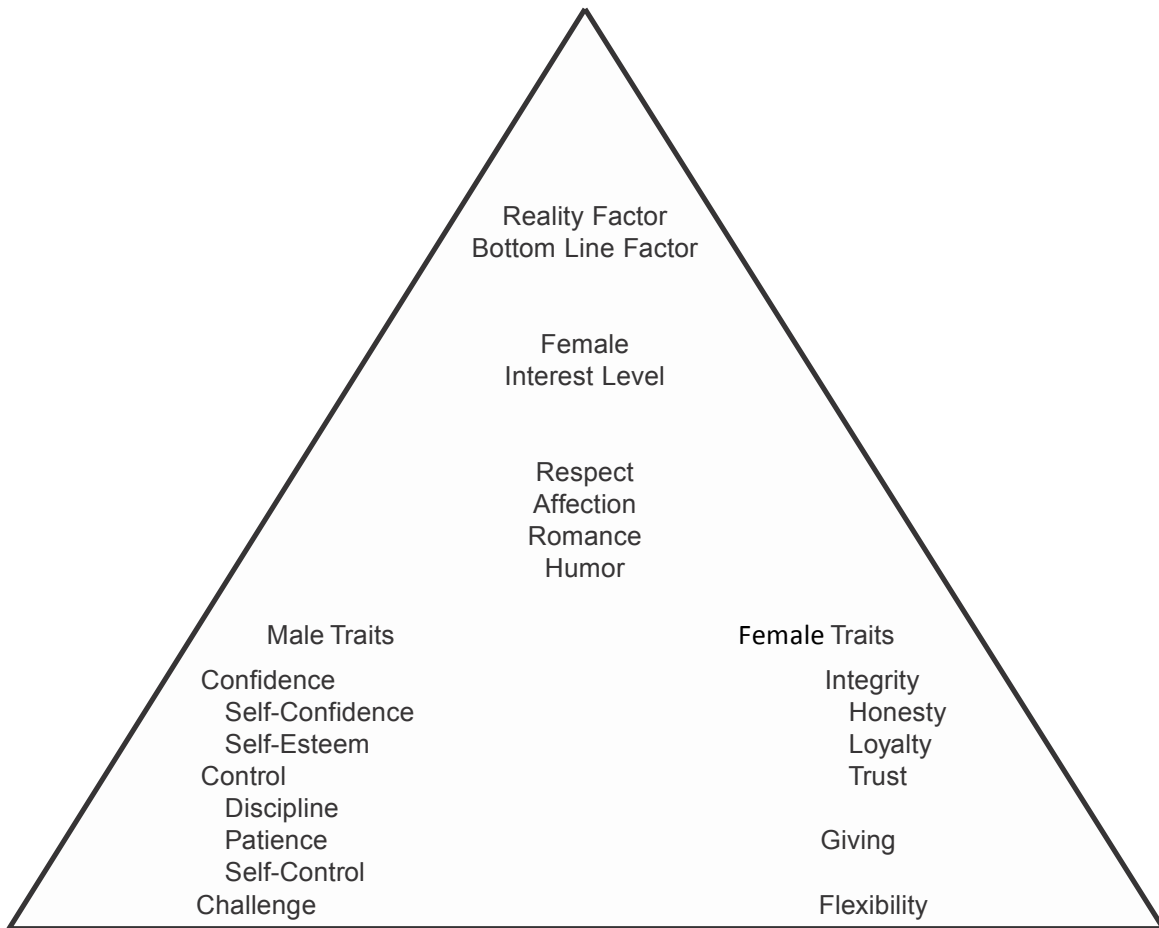 Reality Factor
Bottom Line Factor
Female
Interest Level
Respect
Affection
Romance
Humor
Male Traits
Confidence
Self-Confidence
Self-Esteem
Control
Discipline
Patience
Self-Control
Challenge
Female Traits
Integrity
Honesty
Loyalty
Trust
Giving
Flexibility